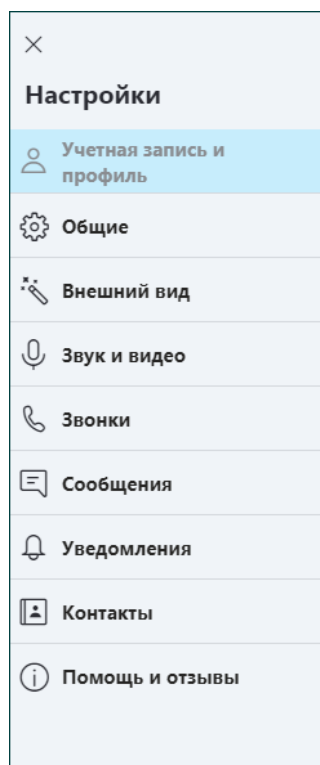 Настройки
Учетная запись и
профиль
Общие
Внешний вид
Звук и видео
Звонки
Сообщения
Уведомления
Контакты
Помощь и отзывы